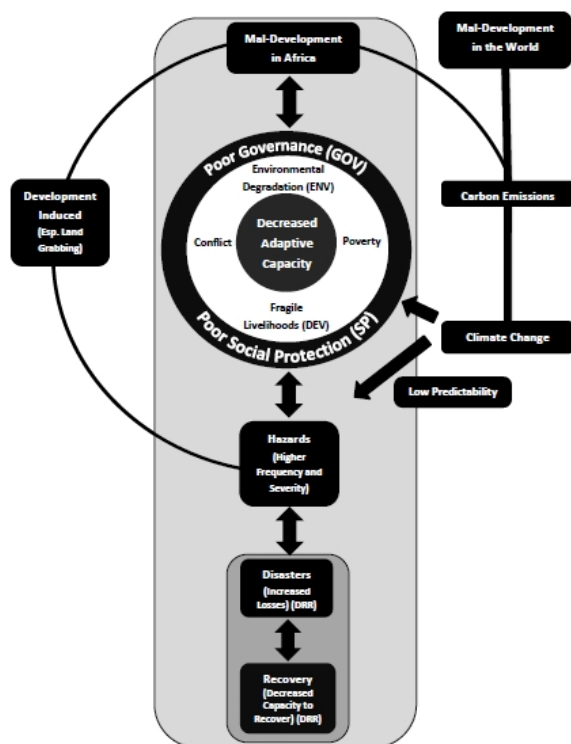 Mal-Development
in Africa
Mal-Development
in the World
Poor Governance (GOV)
Environmental
Degradation (ENV)
Development
Induced
(Esp. Land
Grabbing)
Carbon Emissions
Decreased
Adaptive
Capacity
Conflict
Poverty
Fragile
Livelihoods (DEV)
Poor Social Protection (SP)
Climate Change
Low Predictability
Hazards
(Higher
Frequency and
Severity)
Disasters
(Increased
Losses) (DRR)
Recovery
(Decreased
Capacity to
Recover) (DRR)